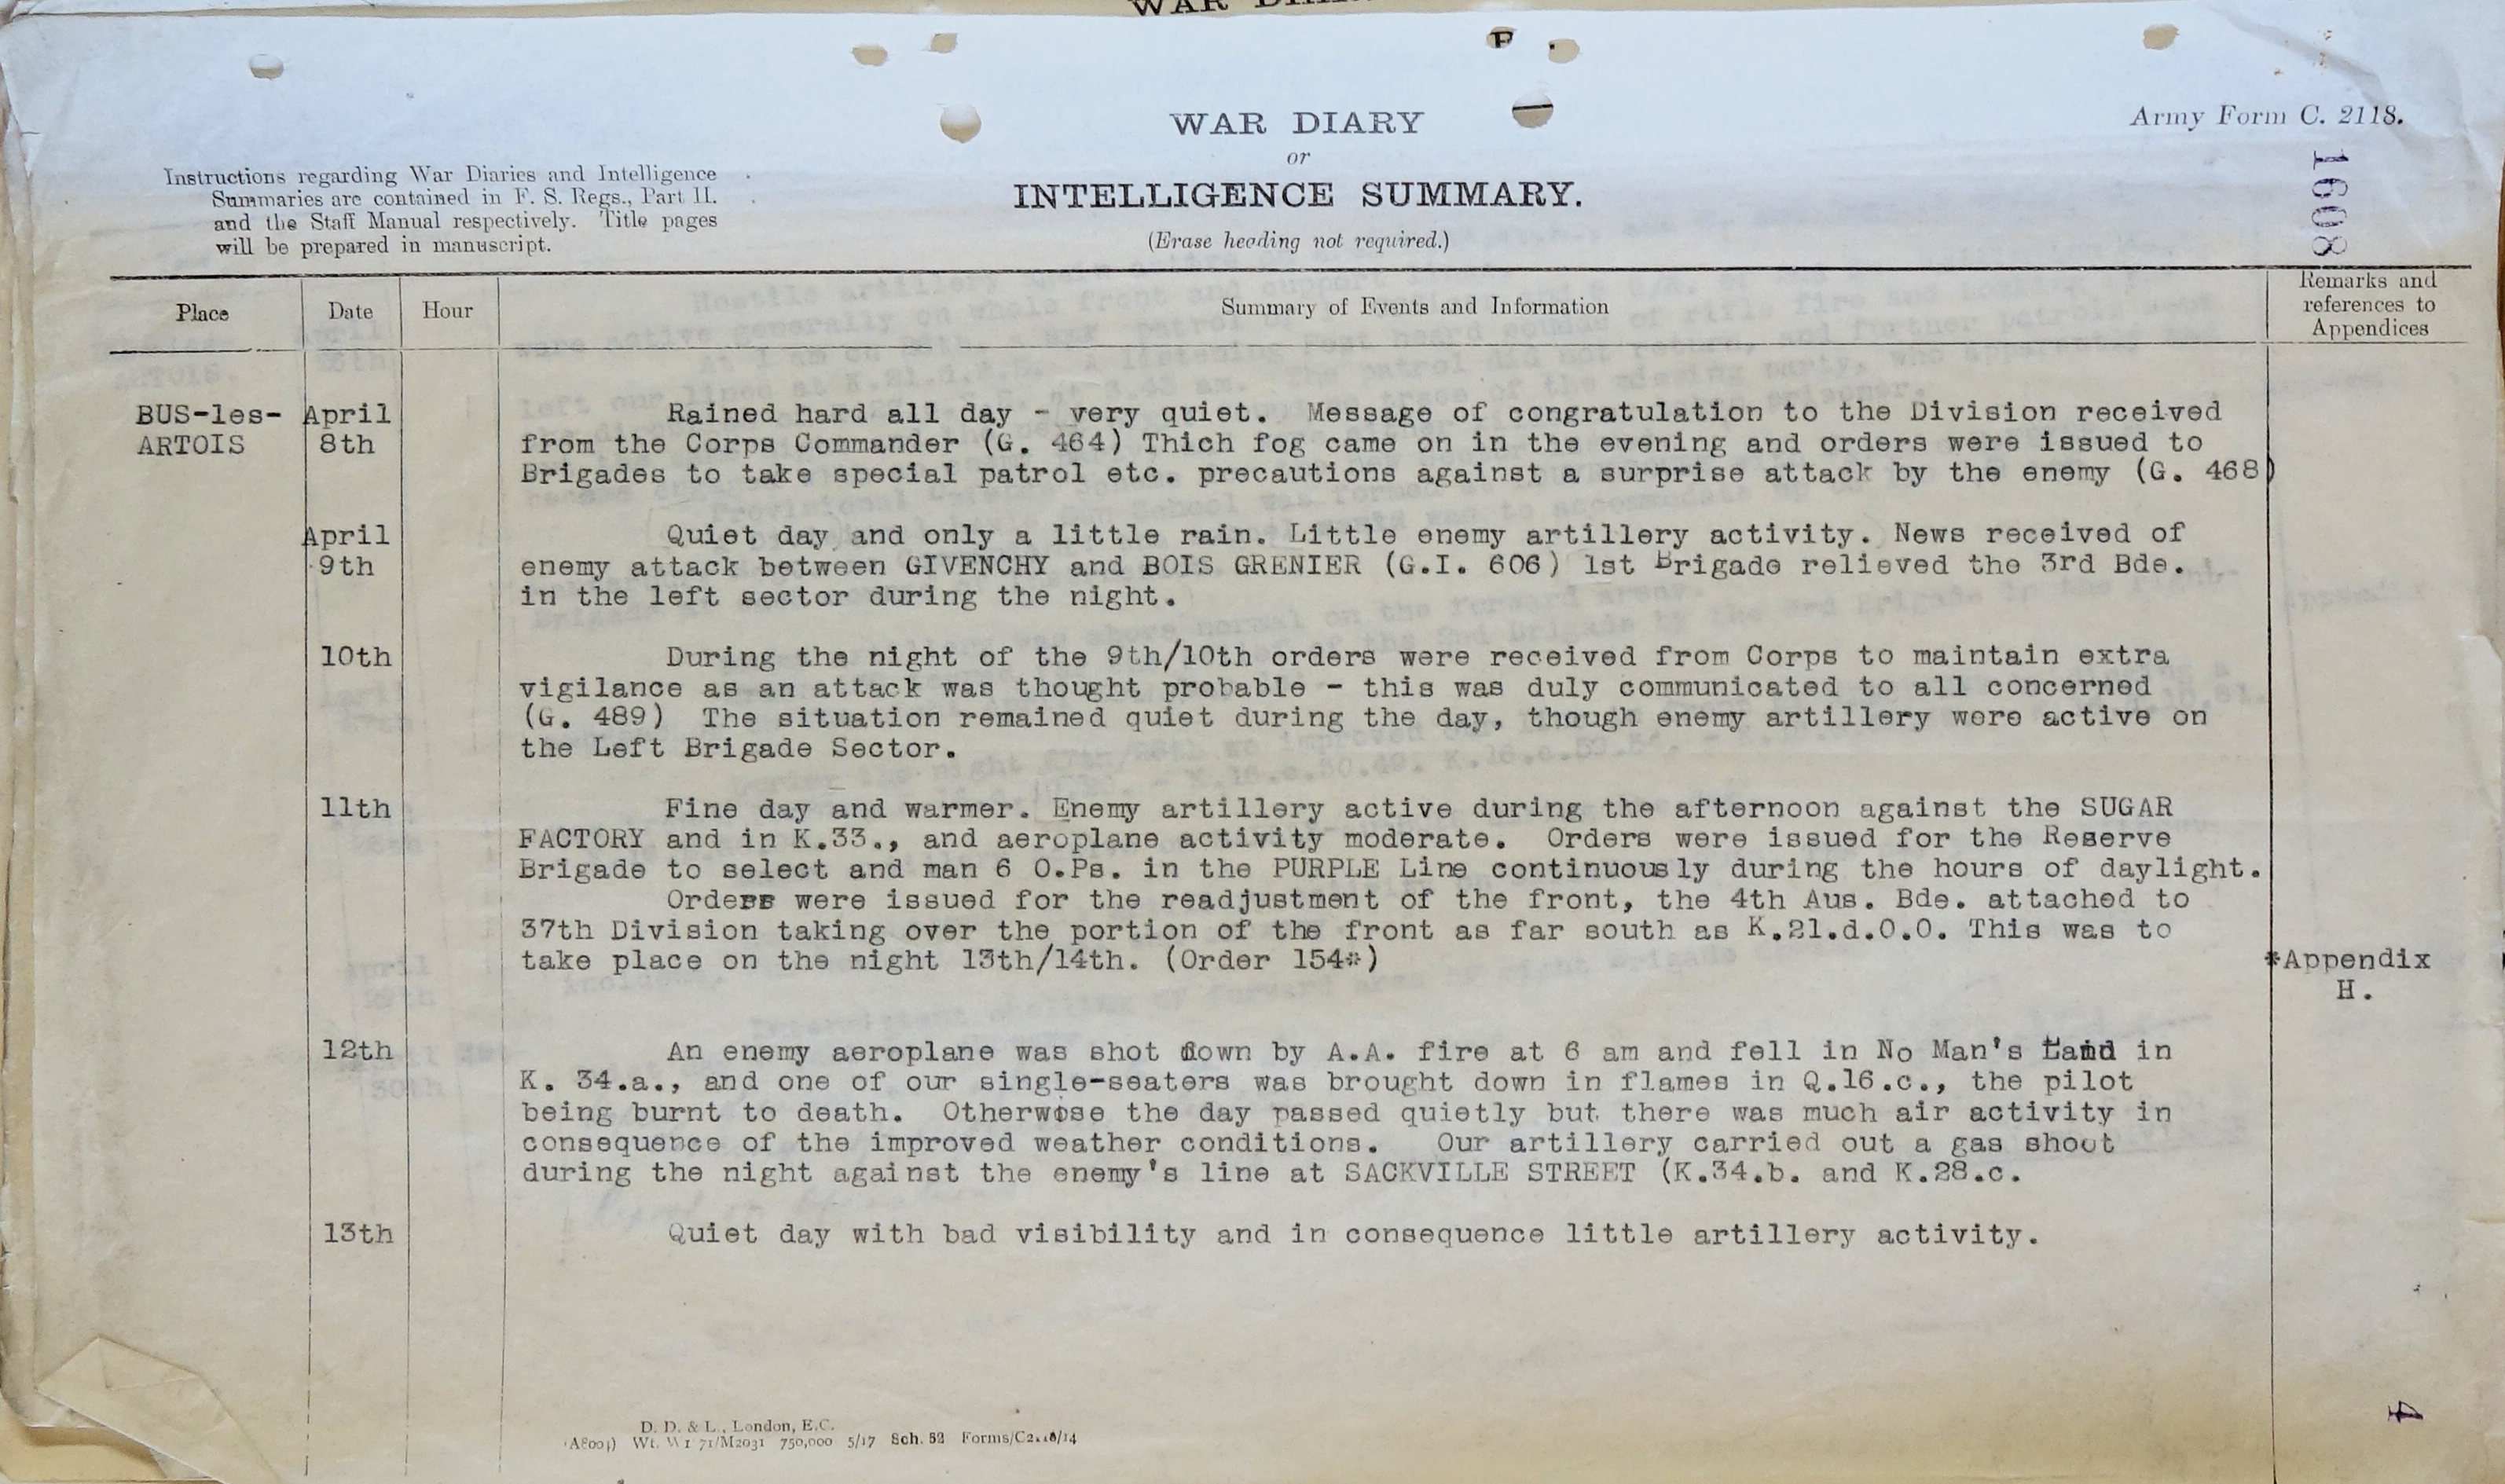 WAR DIARY
or
INTELLIGENCE SUMMARY.
(Erase heading not required.)
Army Form C. 2118.
1608
Instructions regarding War Diaries and Intelligence
Summaries are contained in F. S. Regs., Part II.
and the Staff Manual respectively. Title pages
will be prepared in manuscript.
Place Date Hour Summary of Events and Information Remarks and
references to
Appendices
BUS-les- April Rained hard all day - very quiet. Message of congratulation to the Division received
ARTOIS 8th from the Corps Commander (G. 464) Thich fog came on in the evening and orders were issued to
Brigades to take special patrol etc. precautions against a surprise attack by the enemy (G. 468)
April Quiet day and only a little rain. Little enemy artillery activity. News received of
9th enemy attack between GIVENCHY and BOIS GRENIER (G.I. 606) 1st Brigade relieved the 3rd Bde.
in the left sector during the night.
10th During the night of the 9th/10th orders were received from Corps to maintain extra
vigilance as an attack was thought probable - this was duly communicated to all concerned
(G. 489) The situation remained quiet during the day, though enemy artillery were active on
the Left Brigade Sector.
11th Fine day and warmer. Enemy artillery active during the afternoon against the SUGAR
FACTORY and in K.33., and aeroplane activity moderate. Orders were issued for the Reserve
Brigade to select and man 6 O.Ps. in the PURPLE Line continuously during the hours of daylight.
Orders were issued for the readjustment of the front, the 4th Aus. Bde. attached to
37th Division taking over the portion of the front as far south as K.21.d.0.0. This was to
take place on the night 13th/14th. (Order 154*) *Appendix
H.
12th An enemy aeroplane was shot down by A.A. fire at 6 am and fell in No Man's Land in
K. 34.a., and one of our single-seaters was brought down in flames in Q.16.c., the pilot
being burnt to death. Otherwise the day passed quietly but there was much air activity in
consequence of the improved weather conditions. Our artillery carried out a gas shoot
during the night against the enemy's line at SACKVILLE STREET (K.34.b. and K.28.c.
13th Quiet day with bad visibility and in consequence little artillery activity.
4
D. D. & L., London, E.C.
Wt. W1 71/M2031 750,000 5/17 Sch. 52 Forms/C2118/14